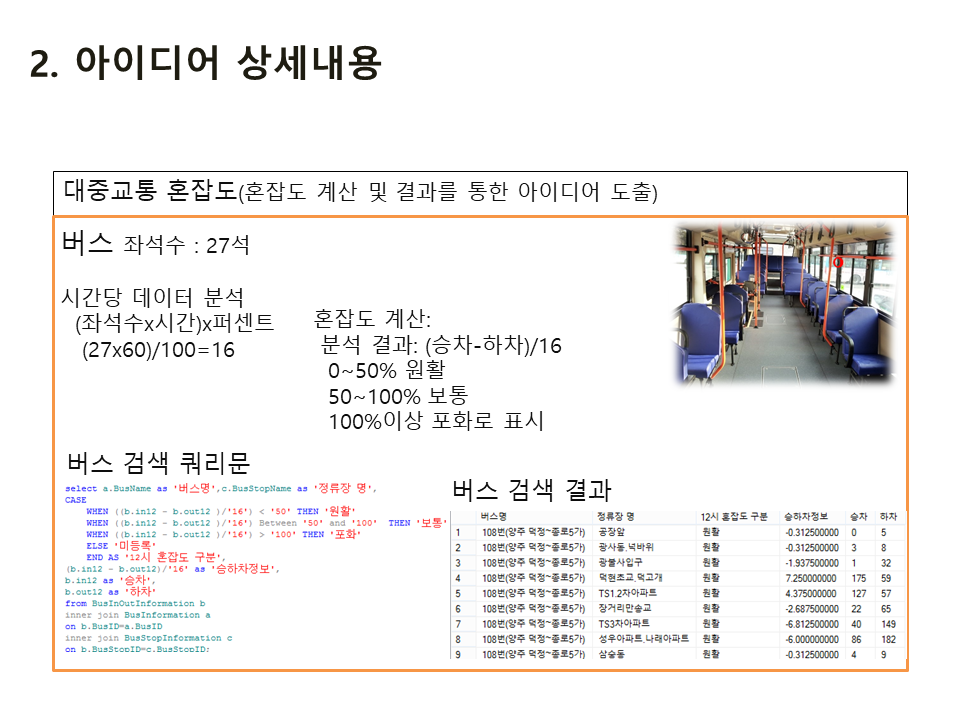 2. 아이디어 상세내용
대중교통 혼잡도(혼잡도 계산 및 결과를 통한 아이디어 도출)
버스 좌석수 : 27석
시간당 데이터 분석
(좌석수x시간)x퍼센트
(27x60)/100=16
혼잡도 계산:
분석 결과: (승차-하차)/16
0~50% 원활
50~100% 보통
100%이상 포화로 표시
버스 검색 쿼리문
select a.BusName as '버스명',c.BusStopName as '정류장 명',
CASE
WHEN ((b.in12 - b.out12 )/'16') < '50' THEN '원활'
WHEN ((b.in12 - b.out12 )/'16') Between '50' and '100' THEN '보통'
WHEN ((b.in12 - b.out12 )/'16') > '100' THEN '포화'
ELSE '미등록'
END AS '12시 혼잡도 구분',
(b.in12 - b.out12)/'16' as '승하차정보',
b.in12 as '승차',
b.out12 as '하차'
from BusInOutInformation b
inner join BusInformation a
on b.BusID=a.BusID
inner join BusStopInformation c
on b.BusStopID=c.BusStopID;
버스 검색 결과
버스명 정류장 명 12시 혼잡도 구분 승하차정보 승차 하차
1 108번(양주 덕정~종로5가) 공장앞 원활 -0.312500000 0 5
2 108번(양주 덕정~종로5가) 광사동,넉바위 원활 -0.312500000 3 8
3 108번(양주 덕정~종로5가) 광물사입구 원활 -1.937500000 1 32
4 108번(양주 덕정~종로5가) 덕현초교,덕고개 원활 7.250000000 175 59
5 108번(양주 덕정~종로5가) TS1.2차아파트 원활 4.375000000 127 57
6 108번(양주 덕정~종로5가) 장거리만송교 원활 -2.687500000 22 65
7 108번(양주 덕정~종로5가) TS3차아파트 원활 -6.812500000 40 149
8 108번(양주 덕정~종로5가) 성우아파트,나래아파트 원활 -6.000000000 86 182
9 108번(양주 덕정~종로5가) 삼숭동 원활 -0.312500000 4 9